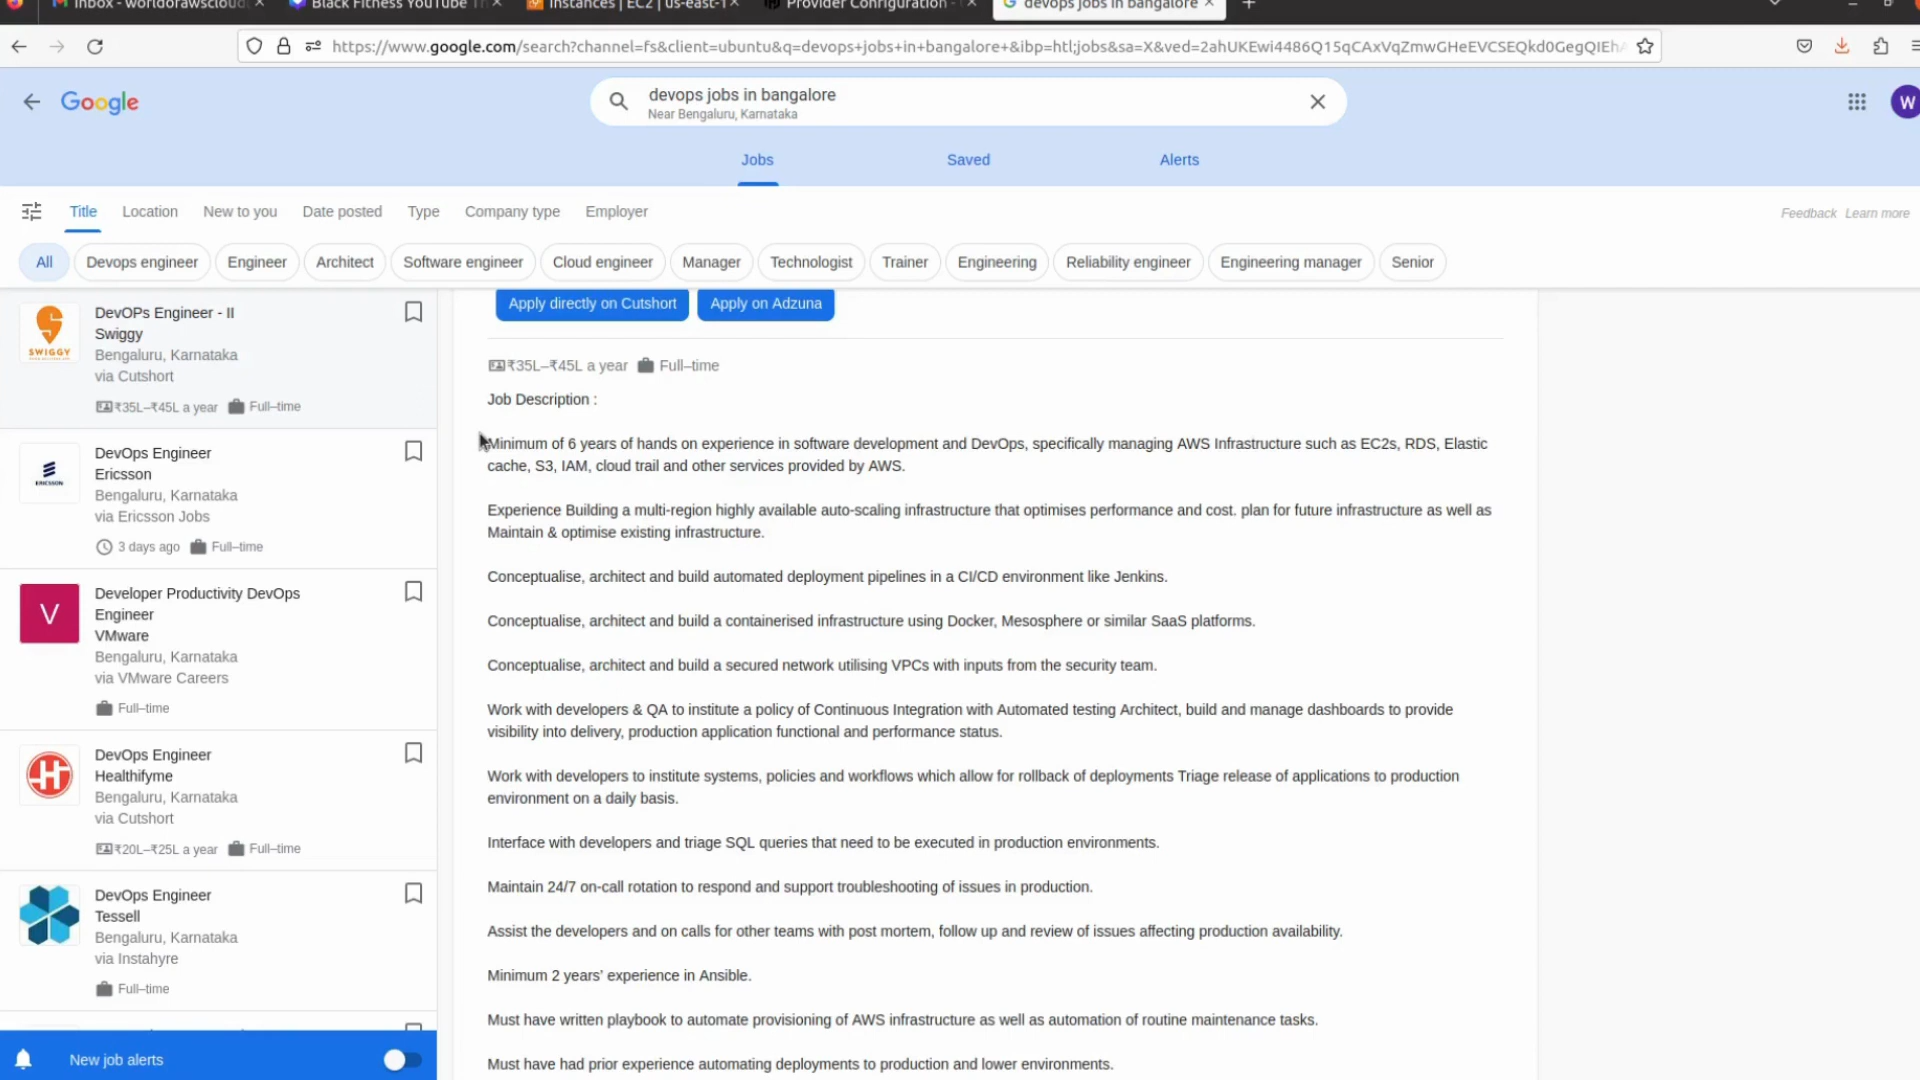 Inbox - worldorawscloud
Black Fitness YouTube Th
Instances | EC2 | us-east-1
Provider Configuration -
devops jobs in bangalore
https://www.google.com/search?channel=fs&client=ubuntu&q=devops+jobs+in+bangalore+&ibp=htl;jobs&sa=X&ved=2ahUKEwi4486Q15qCAxVqZmwGHeEVCSEQkd0GegQIEhA
Google
devops jobs in bangalore
Near Bengaluru, Karnataka
W
Jobs Saved Alerts
Title Location New to you Date posted Type Company type Employer
Feedback Learn more
All Devops engineer Engineer Architect Software engineer Cloud engineer Manager Technologist Trainer Engineering Reliability engineer Engineering manager Senior
SWIGGY
DevOPs Engineer - II
Swiggy
Bengaluru, Karnataka
via Cutshort
₹35L–₹45L a year Full–time
ERICSSON
DevOps Engineer
Ericsson
Bengaluru, Karnataka
via Ericsson Jobs
3 days ago Full–time
V
Developer Productivity DevOps
Engineer
VMware
Bengaluru, Karnataka
via VMware Careers
Full–time
H
DevOps Engineer
Healthifyme
Bengaluru, Karnataka
via Cutshort
₹20L–₹25L a year Full–time
DevOps Engineer
Tessell
Bengaluru, Karnataka
via Instahyre
Full–time
New job alerts
Apply directly on Cutshort Apply on Adzuna
₹35L–₹45L a year Full–time
Job Description :
Minimum of 6 years of hands on experience in software development and DevOps, specifically managing AWS Infrastructure such as EC2s, RDS, Elastic
cache, S3, IAM, cloud trail and other services provided by AWS.
Experience Building a multi-region highly available auto-scaling infrastructure that optimises performance and cost. plan for future infrastructure as well as
Maintain & optimise existing infrastructure.
Conceptualise, architect and build automated deployment pipelines in a CI/CD environment like Jenkins.
Conceptualise, architect and build a containerised infrastructure using Docker, Mesosphere or similar SaaS platforms.
Conceptualise, architect and build a secured network utilising VPCs with inputs from the security team.
Work with developers & QA to institute a policy of Continuous Integration with Automated testing Architect, build and manage dashboards to provide
visibility into delivery, production application functional and performance status.
Work with developers to institute systems, policies and workflows which allow for rollback of deployments Triage release of applications to production
environment on a daily basis.
Interface with developers and triage SQL queries that need to be executed in production environments.
Maintain 24/7 on-call rotation to respond and support troubleshooting of issues in production.
Assist the developers and on calls for other teams with post mortem, follow up and review of issues affecting production availability.
Minimum 2 years' experience in Ansible.
Must have written playbook to automate provisioning of AWS infrastructure as well as automation of routine maintenance tasks.
Must have had prior experience automating deployments to production and lower environments.